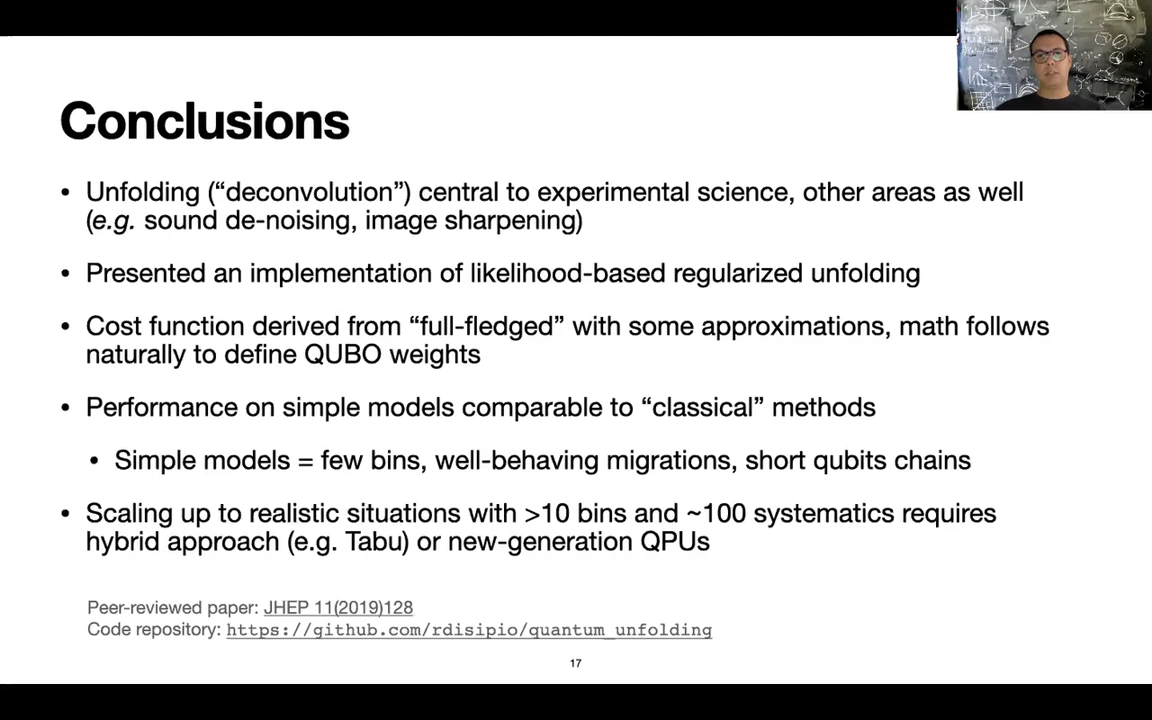 Conclusions
• Unfolding (“deconvolution”) central to experimental science, other areas as well
(e.g. sound de-noising, image sharpening)
• Presented an implementation of likelihood-based regularized unfolding
• Cost function derived from “full-fledged” with some approximations, math follows
naturally to define QUBO weights
• Performance on simple models comparable to “classical” methods
• Simple models = few bins, well-behaving migrations, short qubits chains
• Scaling up to realistic situations with >10 bins and ~100 systematics requires
hybrid approach (e.g. Tabu) or new-generation QPUs
Peer-reviewed paper: JHEP 11(2019)128
Code repository: https://github.com/rdisipio/quantum_unfolding
17